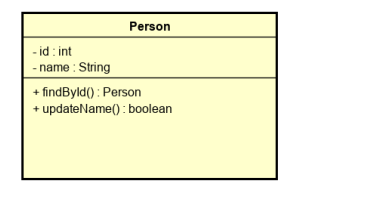 Person
- id : int
- name : String
+ findById() : Person
+ updateName() : boolean